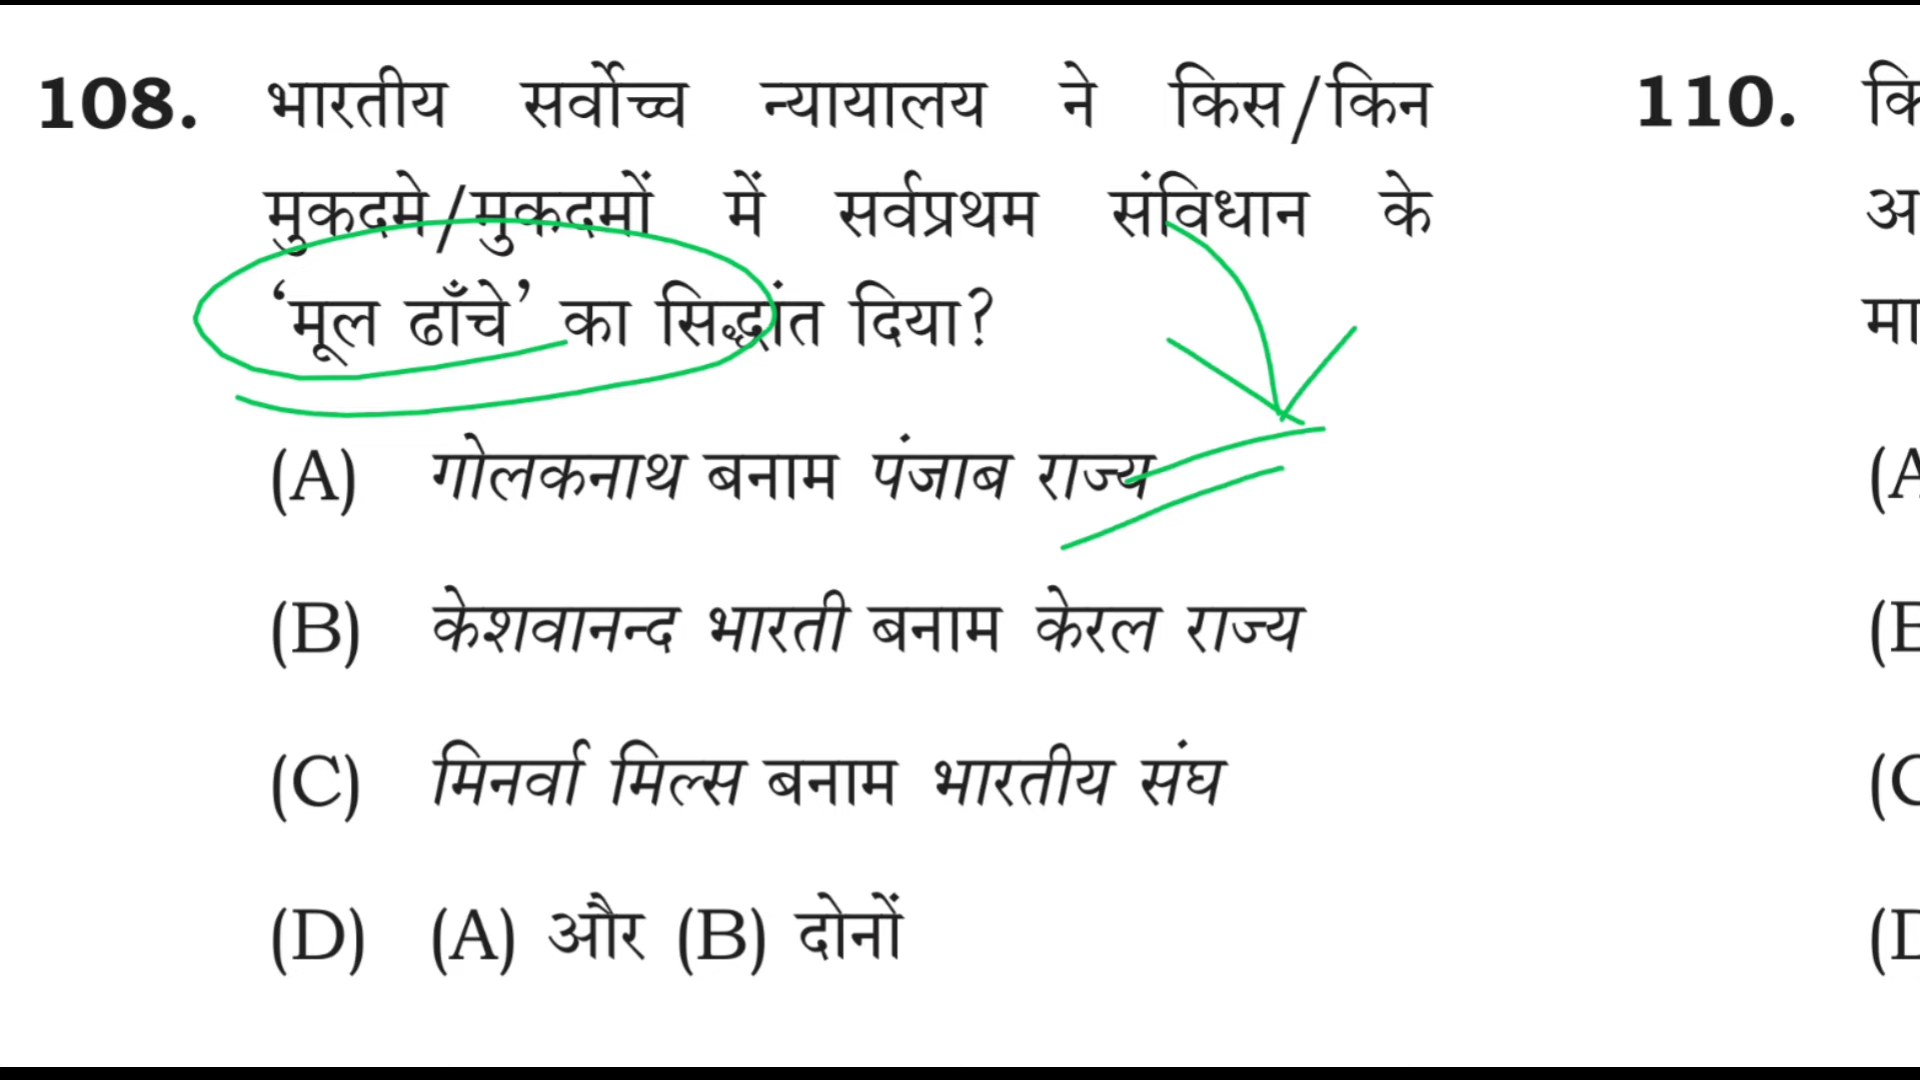 108. भारतीय सर्वोच्च न्यायालय ने किस/किन
मुकदमे/मुकदमों में सर्वप्रथम संविधान के
‘मूल ढाँचे’ का सिद्धांत दिया?
(A) गोलकनाथ बनाम पंजाब राज्य
(B) केशवानन्द भारती बनाम केरल राज्य
(C) मिनर्वा मिल्स बनाम भारतीय संघ
(D) (A) और (B) दोनों
110.